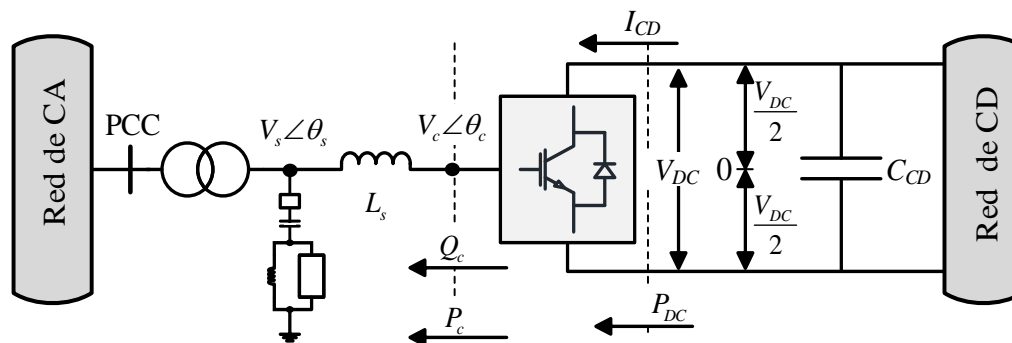 Red de CA
PCC
V_s∠θ_s
L_s
V_c∠θ_c
Q_c
P_c
I_CD
P_DC
V_DC
0
V_DC/2
V_DC/2
C_CD
Red de CD